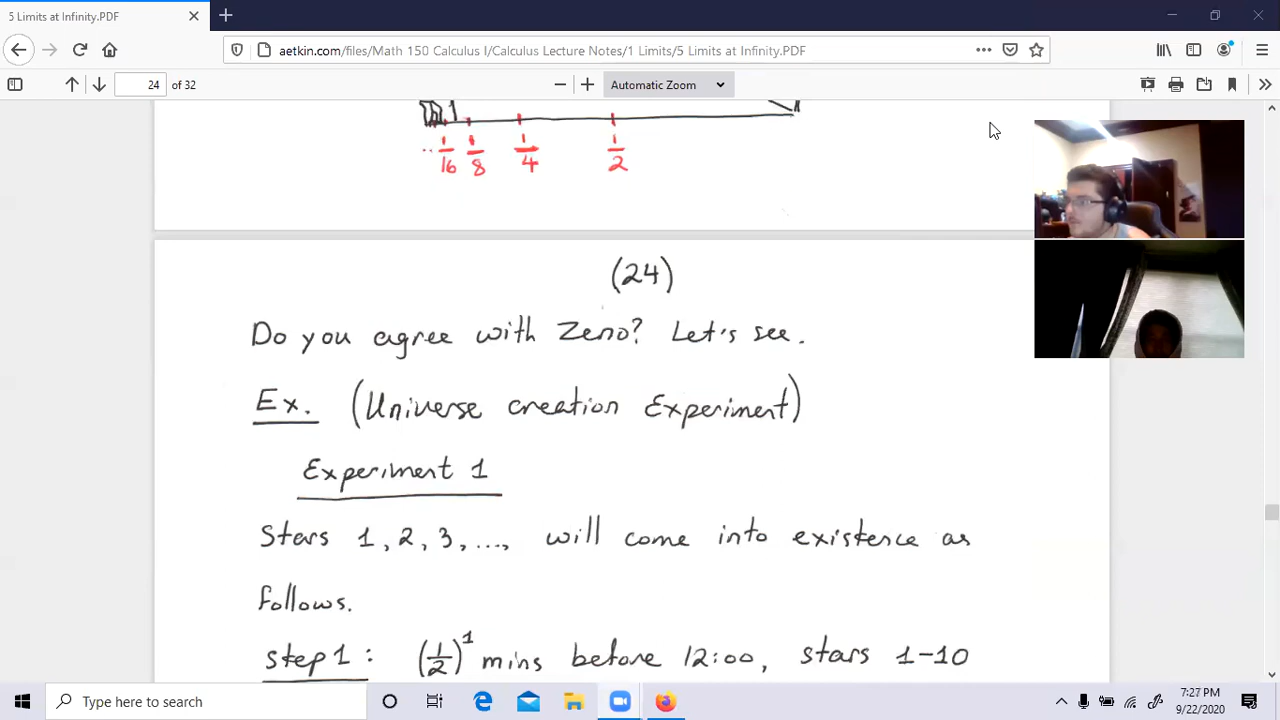 5 Limits at Infinity.PDF
aetkin.com/files/Math 150 Calculus I/Calculus Lecture Notes/1 Limits/5 Limits at Infinity.PDF
24 of 32
Automatic Zoom
.. 1/16 1/8 1/4 1/2
(24)
Do you agree with Zeno? Let's see.
Ex. (Universe creation Experiment)
Experiment 1
Stars 1, 2, 3, ..., will come into existence as
follows.
step 1 : (1/2)^1 mins before 12:00, stars 1-10
Type here to search
7:27 PM
9/22/2020